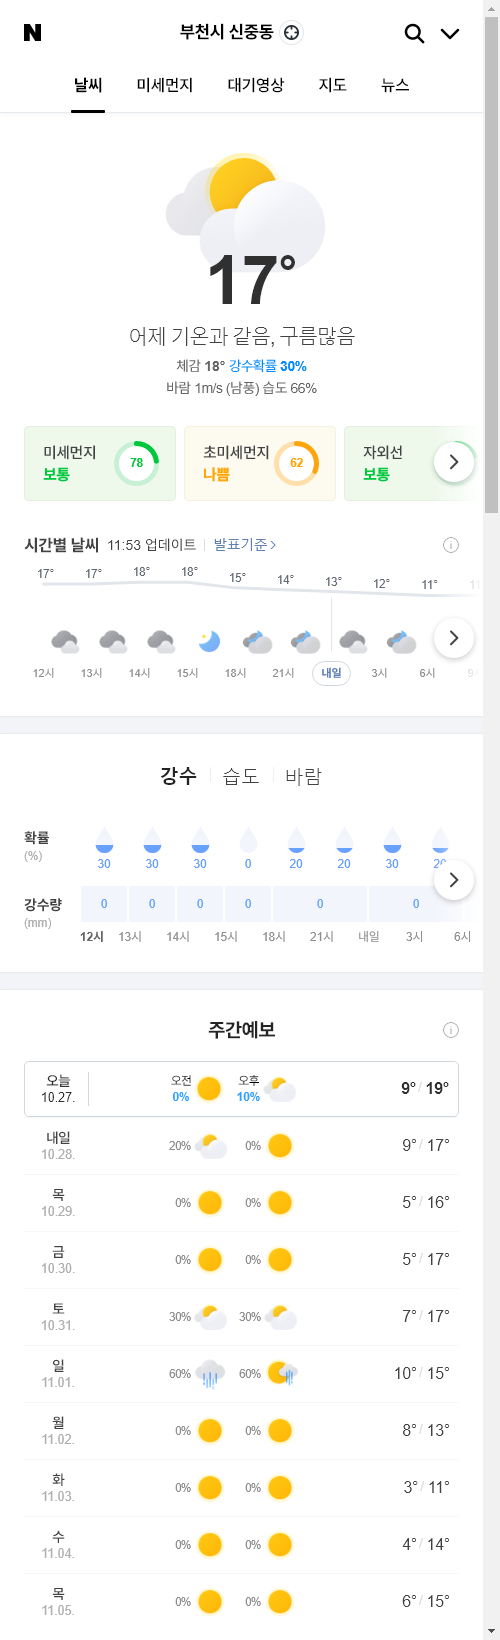 N
부천시 신중동
날씨 미세먼지 대기영상 지도 뉴스
17°
어제 기온과 같음, 구름많음
체감 18° 강수확률 30%
바람 1m/s (남풍) 습도 66%
미세먼지 보통 78
초미세먼지 나쁨 62
자외선 보통
시간별 날씨 11:53 업데이트 발표기준
17° 17° 18° 18° 15° 14° 13° 12° 11°
12시 13시 14시 15시 18시 21시 내일 3시 6시
강수 습도 바람
확률 (%) 30 30 30 0 20 20 30 20
강수량 (mm) 0 0 0 0 0 0
12시 13시 14시 15시 18시 21시 내일 3시 6시
주간예보
오늘 10.27. 오전 0% 오후 10% 9° / 19°
내일 10.28. 20% 0% 9° / 17°
목 10.29. 0% 0% 5° / 16°
금 10.30. 0% 0% 5° / 17°
토 10.31. 30% 30% 7° / 17°
일 11.01. 60% 60% 10° / 15°
월 11.02. 0% 0% 8° / 13°
화 11.03. 0% 0% 3° / 11°
수 11.04. 0% 0% 4° / 14°
목 11.05. 0% 0% 6° / 15°